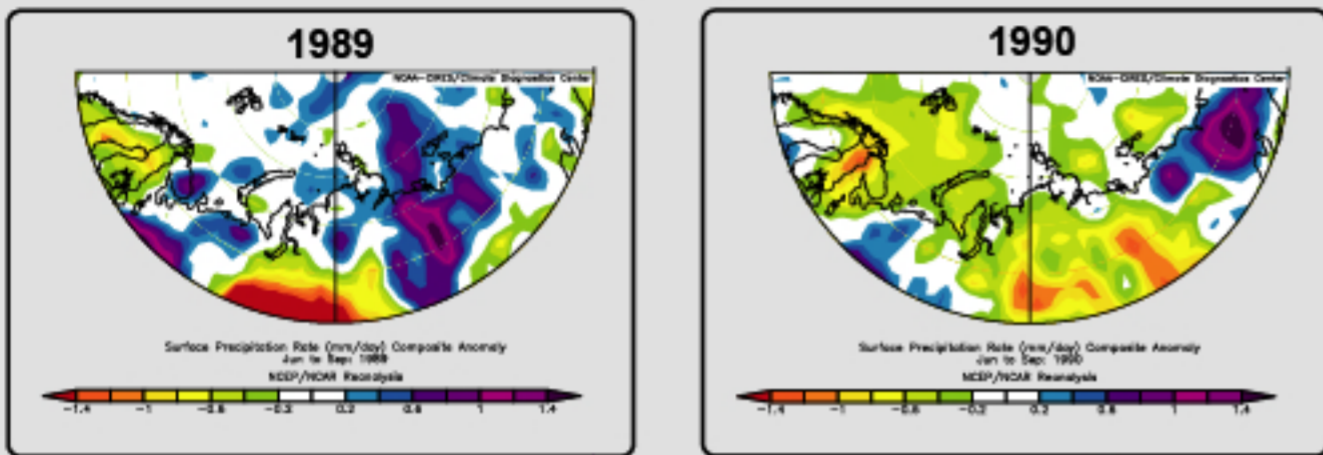 1989
NOAA-CIRES/Climate Diagnostics Center
Surface Precipitation Rate (mm/day) Composite Anomaly
Jun to Sep: 1989
NCEP/NCAR Reanalysis
-1.4 -1 -0.6 -0.2 0.2 0.6 1 1.4
1990
NOAA-CIRES/Climate Diagnostics Center
Surface Precipitation Rate (mm/day) Composite Anomaly
Jun to Sep: 1990
NCEP/NCAR Reanalysis
-1.4 -1 -0.6 -0.2 0.2 0.6 1 1.4